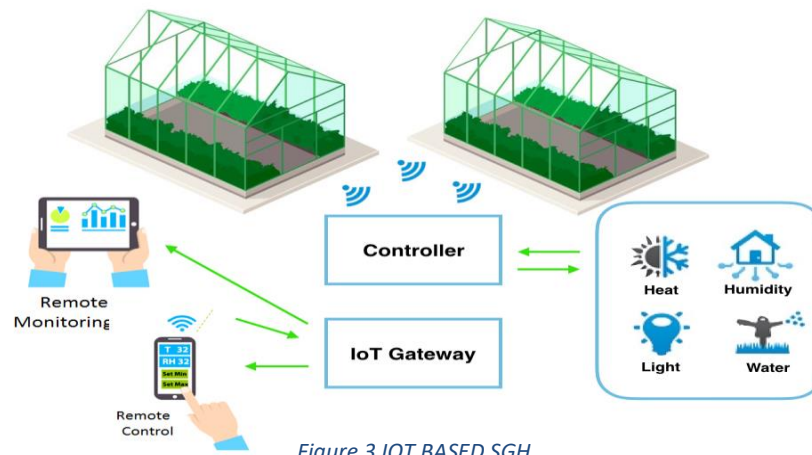 Controller
Heat
Humidity
Light
Water
Remote
Monitoring
IoT Gateway
T 32
RH 32
Set Min
Set Max
Remote
Control
Figure 3 IOT BASED SGH